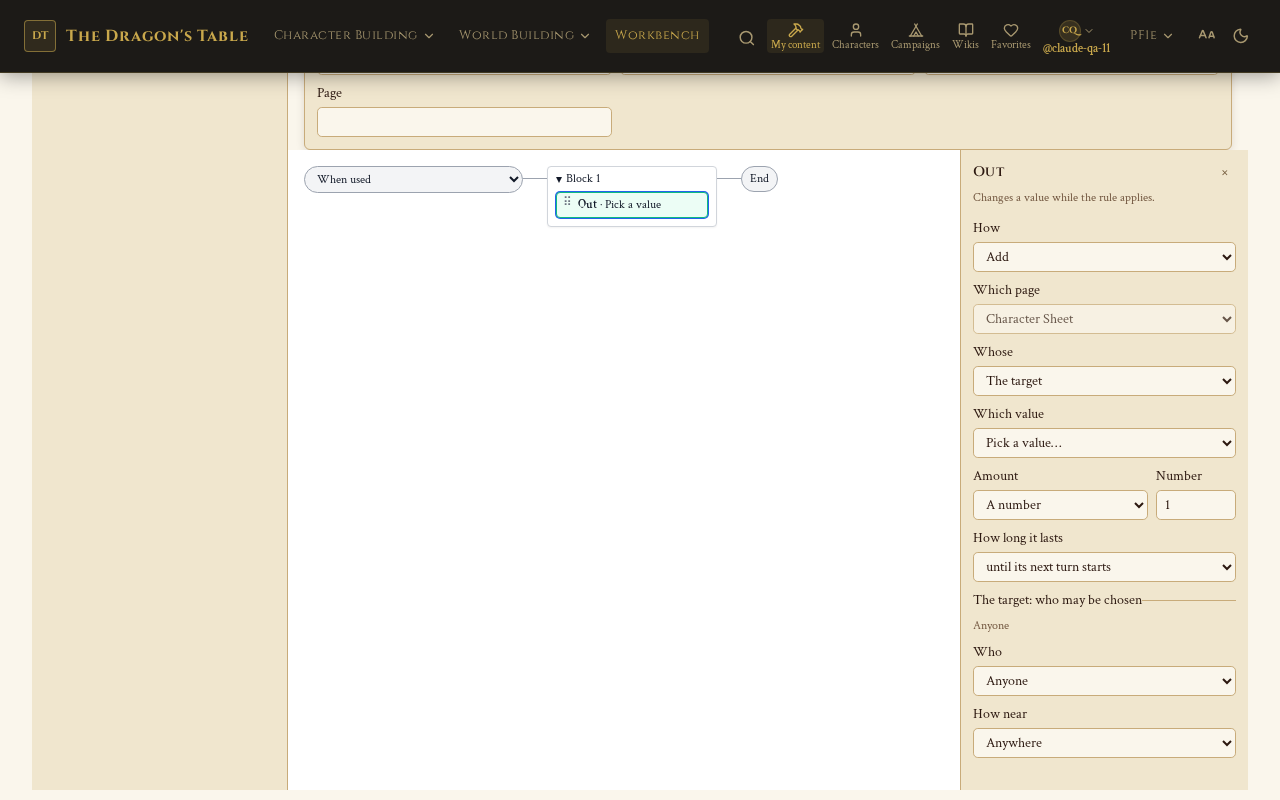 DT
The Dragon's Table
Character Building
World Building
Workbench
My content
Characters
Campaigns
Wikis
Favorites
CQ_
@claude-qa-11
PF1e
AA
Page
When used
▾ Block 1
Out · Pick a value
End
Out
×
Changes a value while the rule applies.
How
Add
Which page
Character Sheet
Whose
The target
Which value
Pick a value…
Amount
Number
A number
1
How long it lasts
until its next turn starts
The target: who may be chosen
Anyone
Who
Anyone
How near
Anywhere